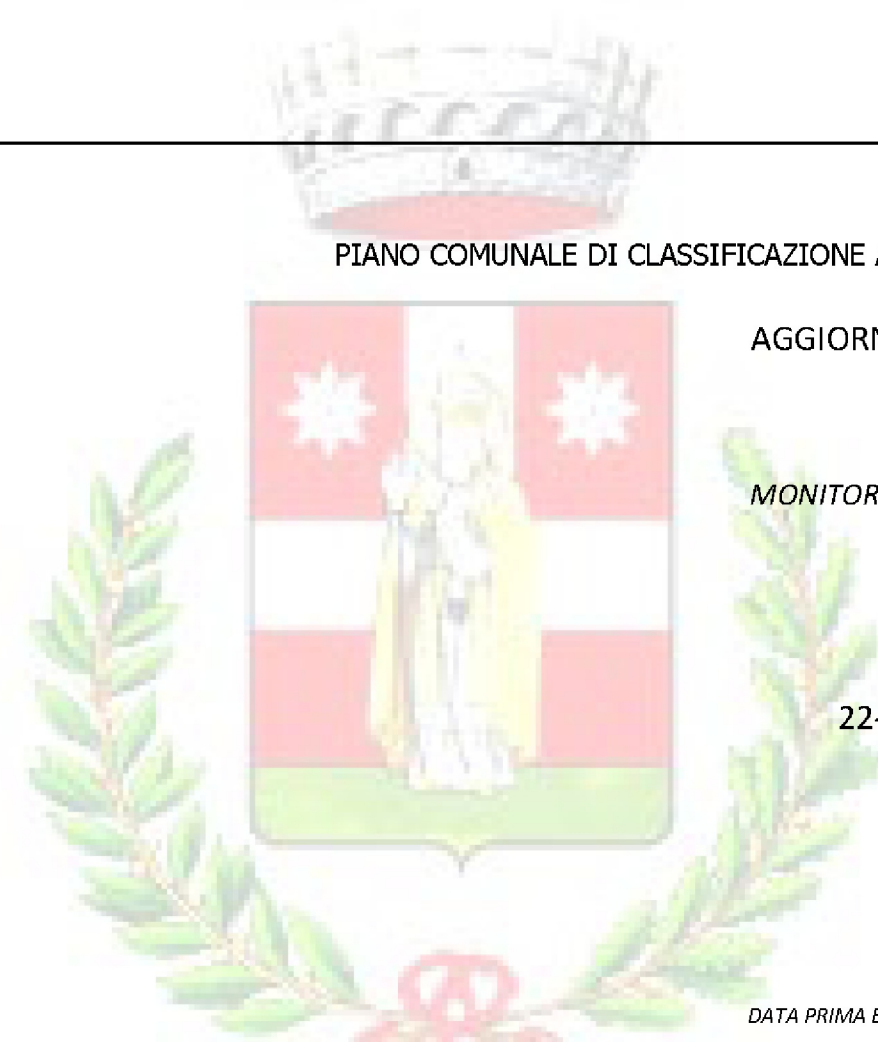 PIANO COMUNALE DI CLASSIFICAZIONE
AGGIORN
MONITOR
22-
DATA PRIMA E